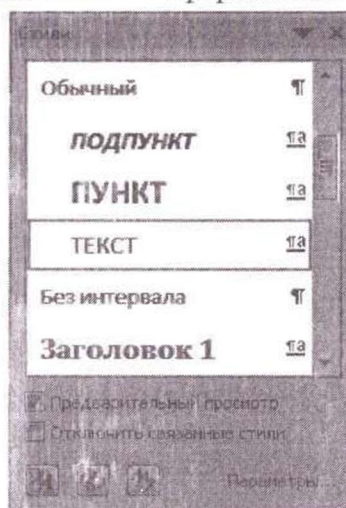 Стили
Обычный ¶
ПОДПУНКТ ¶a
ПУНКТ ¶a
ТЕКСТ ¶a
Без интервала ¶
Заголовок 1 ¶a
Предварительный просмотр
Отключить связанные стили
Параметры...